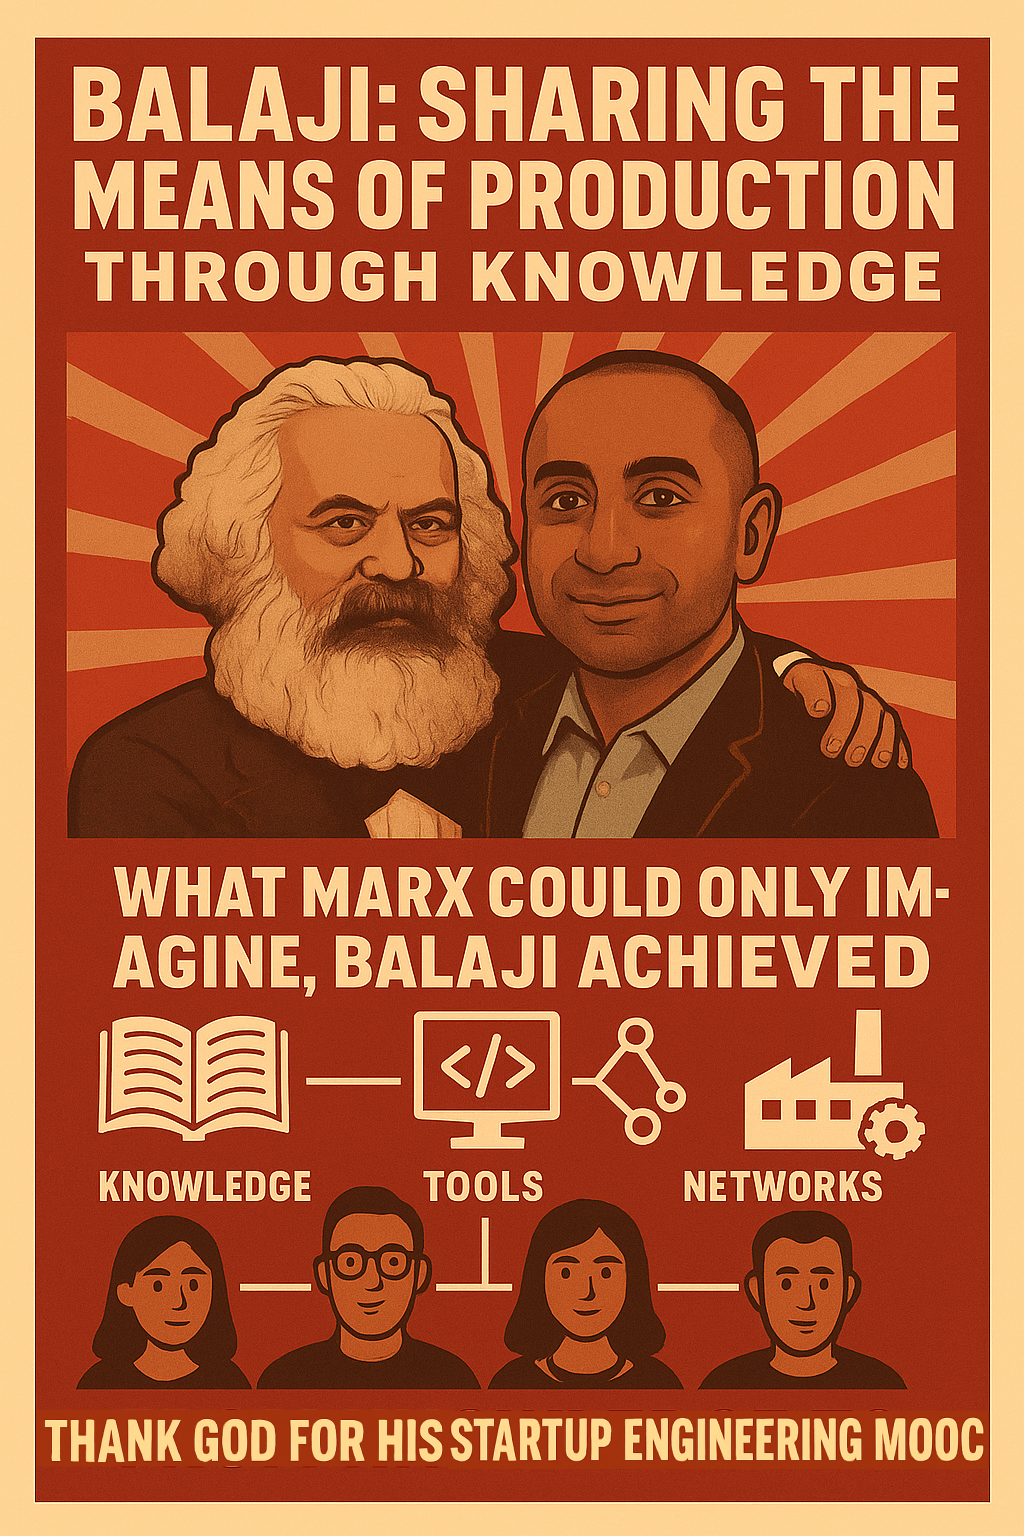 BALAJI: SHARING THE
MEANS OF PRODUCTION
THROUGH KNOWLEDGE
WHAT MARX COULD ONLY IM-
AGINE, BALAJI ACHIEVED
</>
KNOWLEDGE TOOLS NETWORKS
THANK GOD FOR HIS STARTUP ENGINEERING MOOC